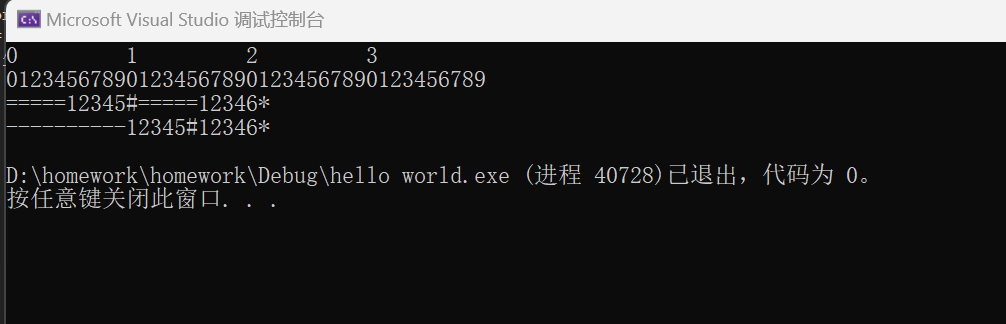 Microsoft Visual Studio 调试控制台
0         1         2         3
0123456789012345678901234567890123456789
=====12345#=====12346*
----------12345#12346*
D:\homework\homework\Debug\hello world.exe (进程 40728)已退出，代码为 0。
按任意键关闭此窗口. . .